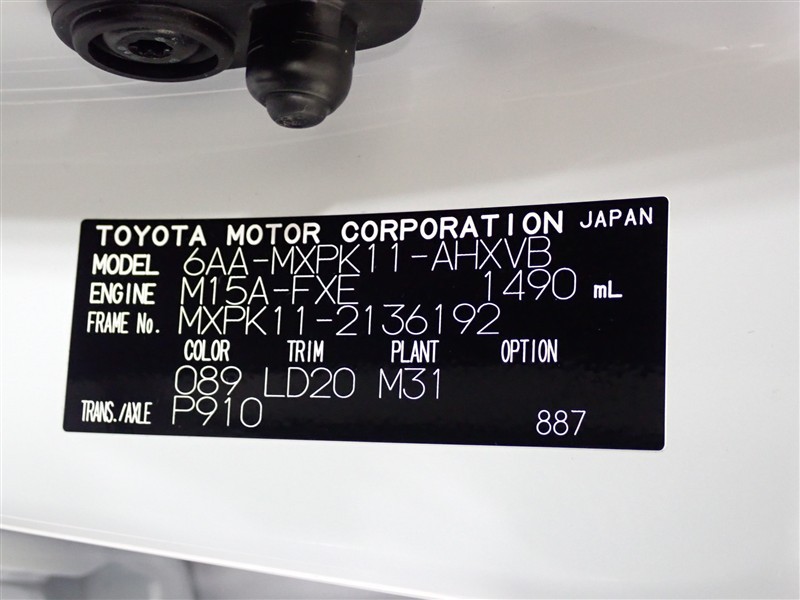 TOYOTA MOTOR CORPORATION JAPAN
MODEL 6AA-MXPK11-AHXVB
ENGINE M15A-FXE 1490 mL
FRAME No. MXPK11-2136192
COLOR TRIM PLANT OPTION
089 LD20 M31
TRANS./AXLE P910 887